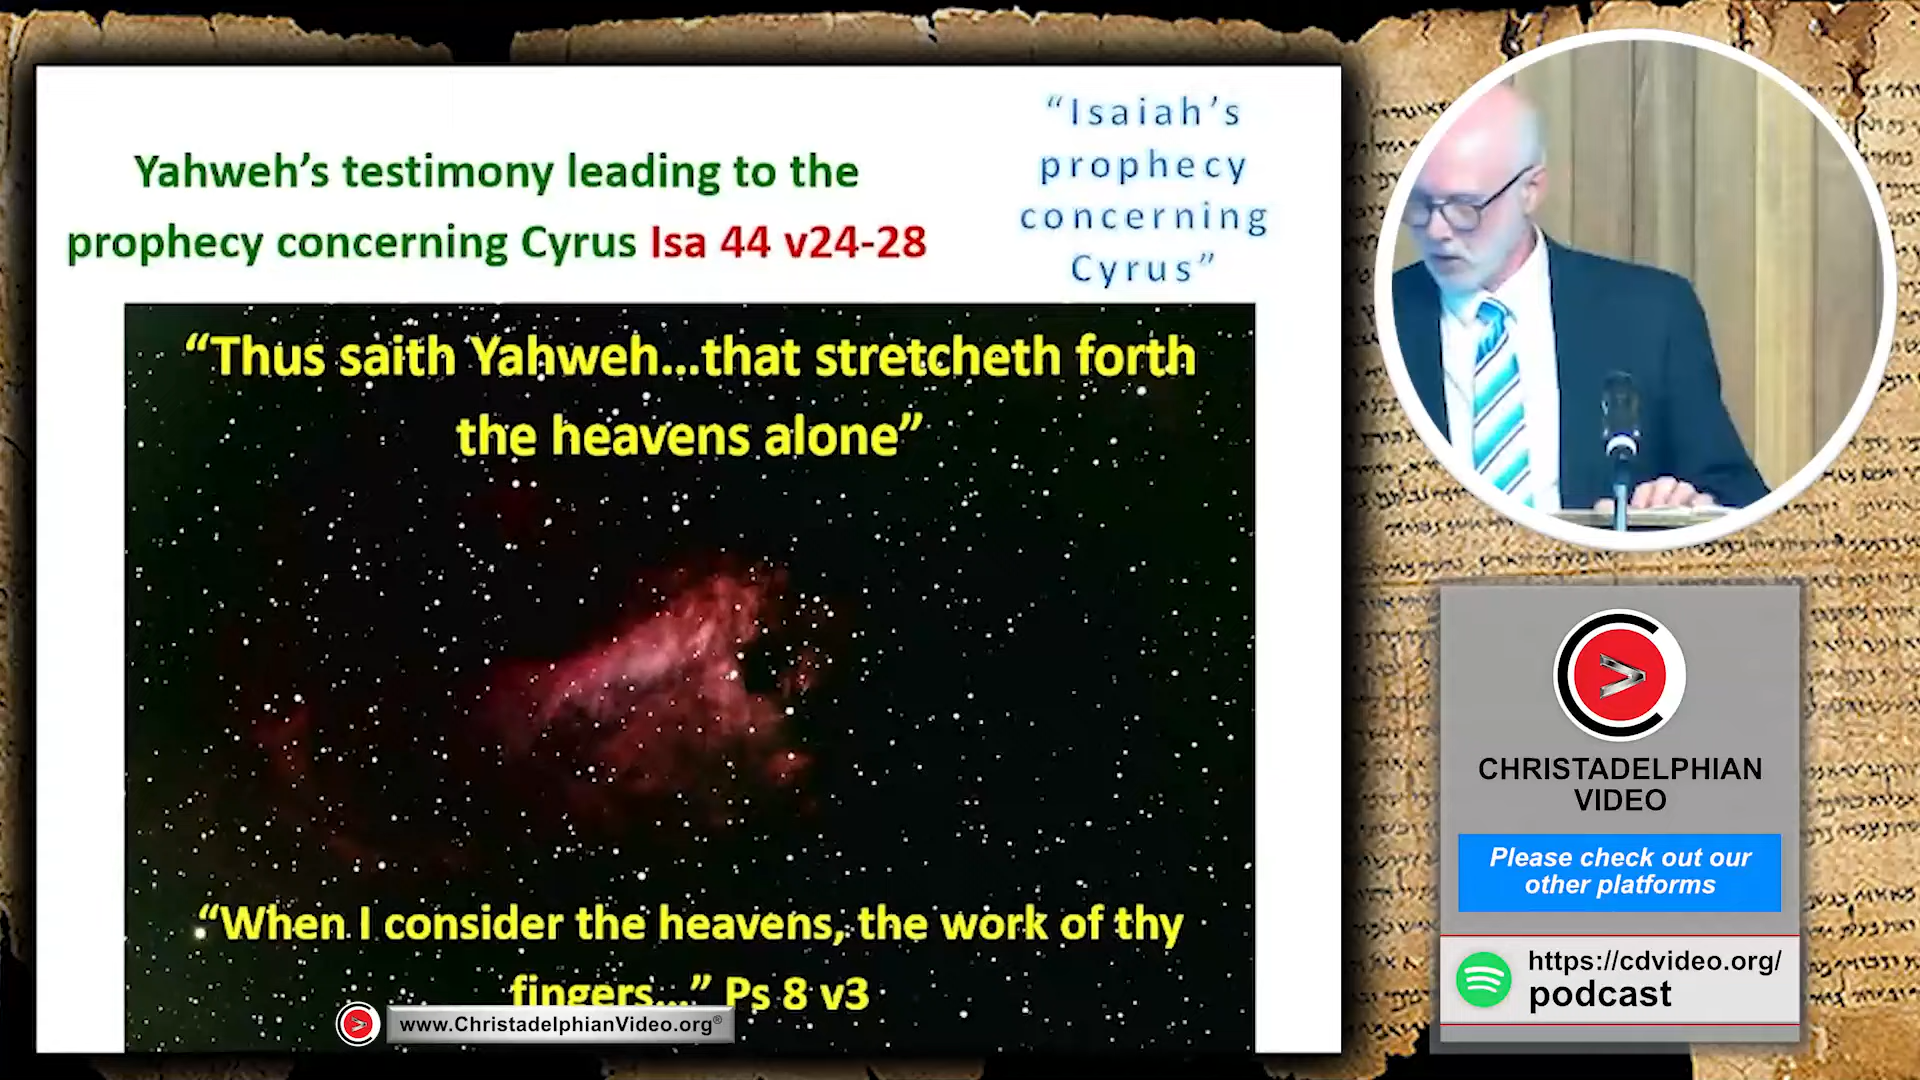 Yahweh’s testimony leading to the
prophecy concerning Cyrus Isa 44 v24-28
“Isaiah’s
prophecy
concerning
Cyrus”
“Thus saith Yahweh...that stretcheth forth
the heavens alone”
“When I consider the heavens, the work of thy
fingers...” Ps 8 v3
www.ChristadelphianVideo.org®
CHRISTADELPHIAN
VIDEO
Please check out our
other platforms
https://cdvideo.org/
podcast